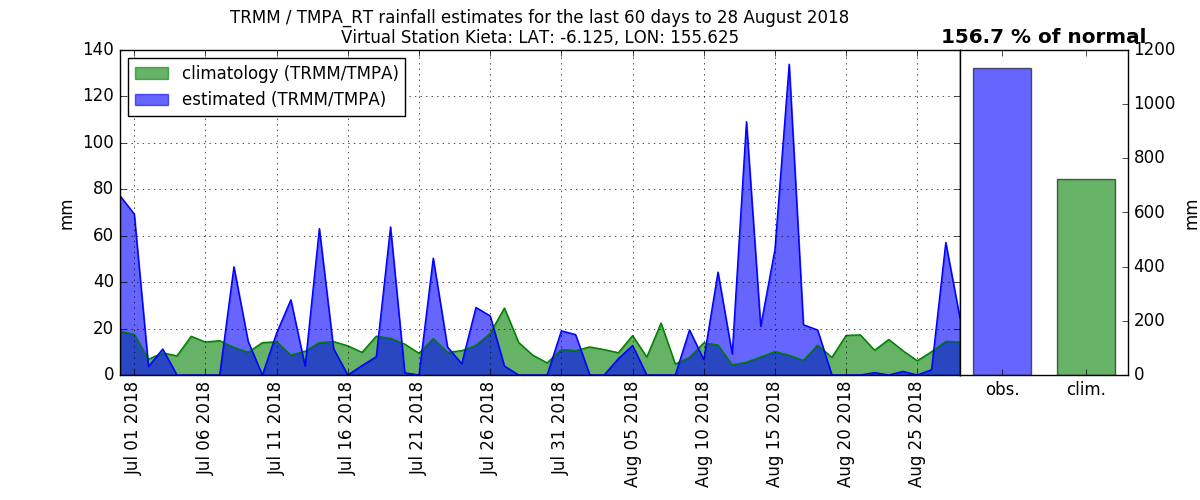 TRMM / TMPA_RT rainfall estimates for the last 60 days to 28 August 2018
Virtual Station Kieta: LAT: -6.125, LON: 155.625
156.7 % of normal
climatology (TRMM/TMPA)
estimated (TRMM/TMPA)
mm
140
120
100
80
60
40
20
0
Jul 01 2018
Jul 06 2018
Jul 11 2018
Jul 16 2018
Jul 21 2018
Jul 26 2018
Jul 31 2018
Aug 05 2018
Aug 10 2018
Aug 15 2018
Aug 20 2018
Aug 25 2018
obs.
clim.
1200
1000
800
600
400
200
0
mm